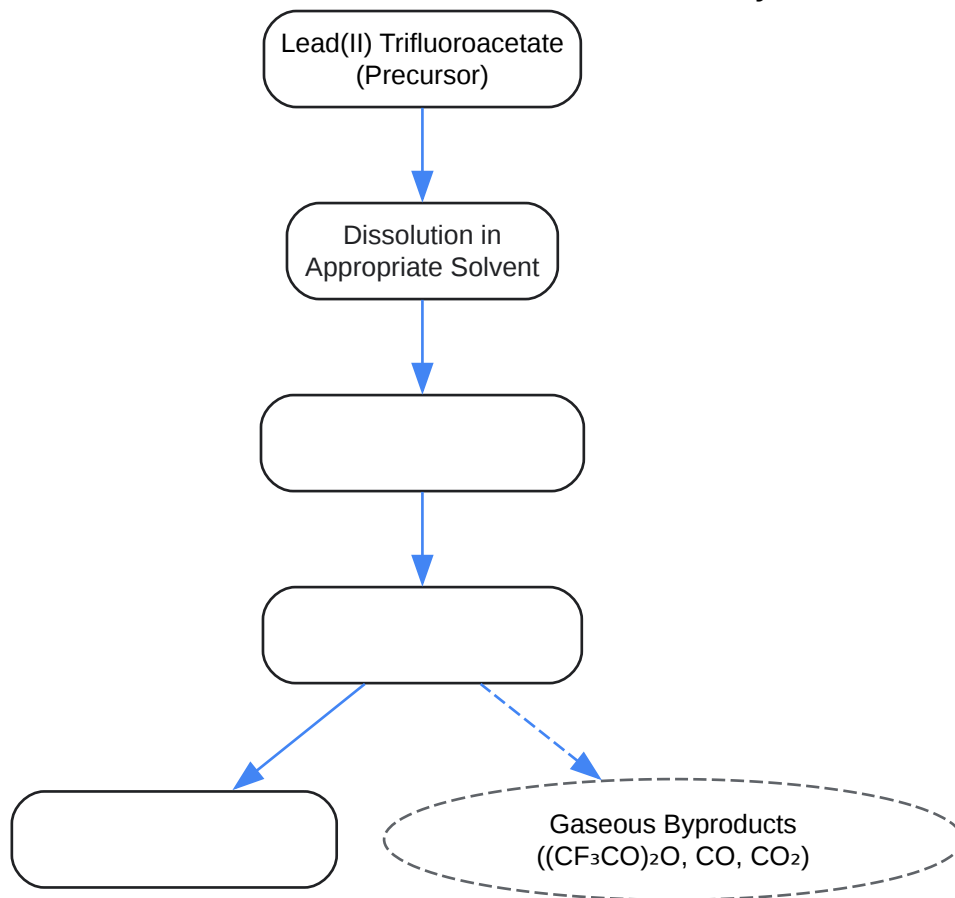 Lead(II) Trifluoroacetate
(Precursor)
Dissolution in
Appropriate Solvent
Gaseous Byproducts
((CF₃CO)₂O, CO, CO₂)